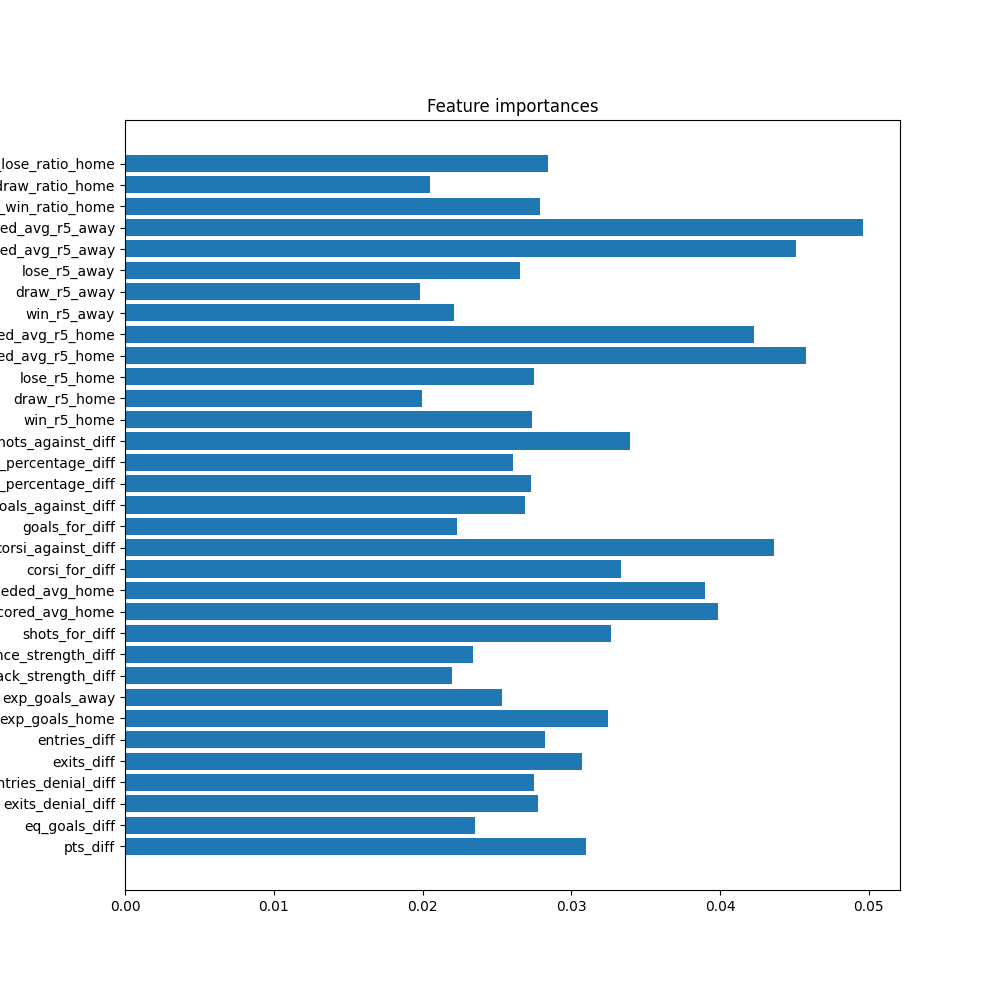 Feature importances
_lose_ratio_home
draw_ratio_home
_win_ratio_home
ed_avg_r5_away
ed_avg_r5_away
lose_r5_away
draw_r5_away
win_r5_away
ed_avg_r5_home
ed_avg_r5_home
lose_r5_home
draw_r5_home
win_r5_home
hots_against_diff
_percentage_diff
_percentage_diff
oals_against_diff
goals_for_diff
corsi_against_diff
corsi_for_diff
eded_avg_home
cored_avg_home
shots_for_diff
nce_strength_diff
ack_strength_diff
exp_goals_away
exp_goals_home
entries_diff
exits_diff
ntries_denial_diff
exits_denial_diff
eq_goals_diff
pts_diff
0.00 0.01 0.02 0.03 0.04 0.05